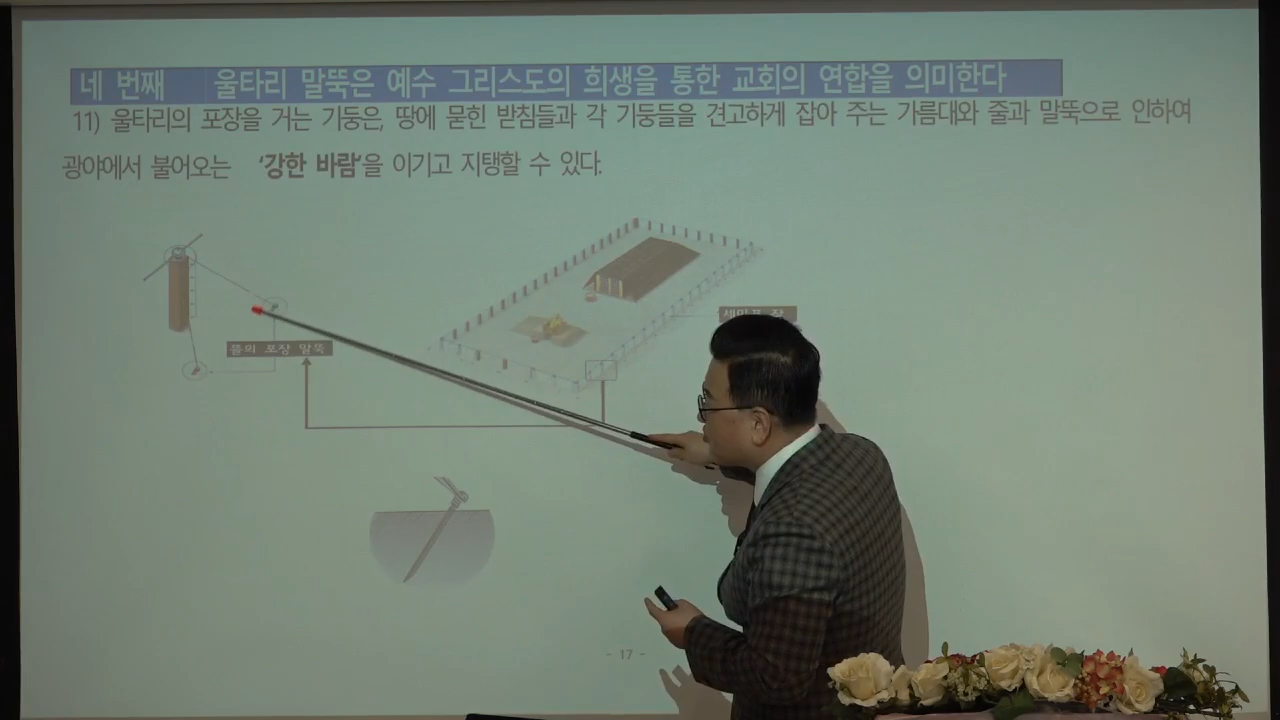 네 번째 울타리 말뚝은 예수 그리스도의 희생을 통한 교회의 연합을 의미한다
11) 울타리의 포장을 거는 기둥은, 땅에 묻힌 받침들과 각 기둥들을 견고하게 잡아 주는 가름대와 줄과 말뚝으로 인하여
광야에서 불어오는 '강한 바람'을 이기고 지탱할 수 있다.
세마포 장
뜰의 포장 말뚝
- 17 -